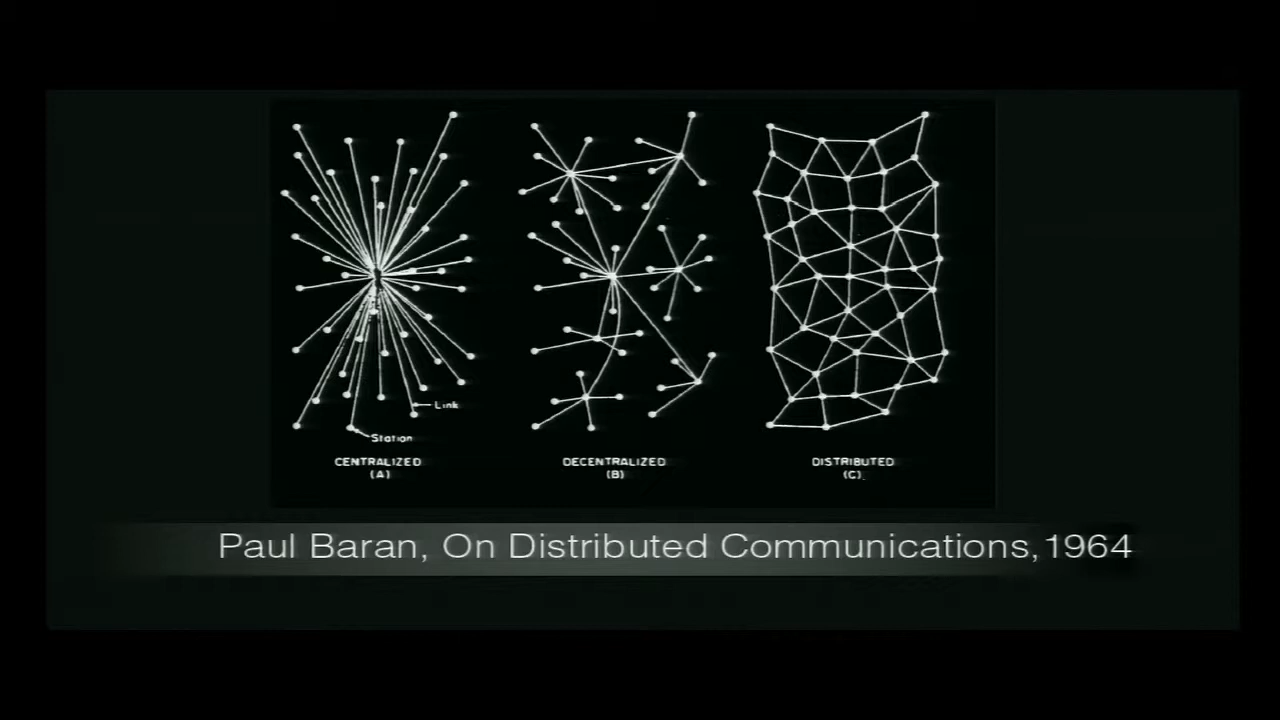 Link
Station
CENTRALIZED
(A)
DECENTRALIZED
(B)
DISTRIBUTED
(C)
Paul Baran, On Distributed Communications, 1964